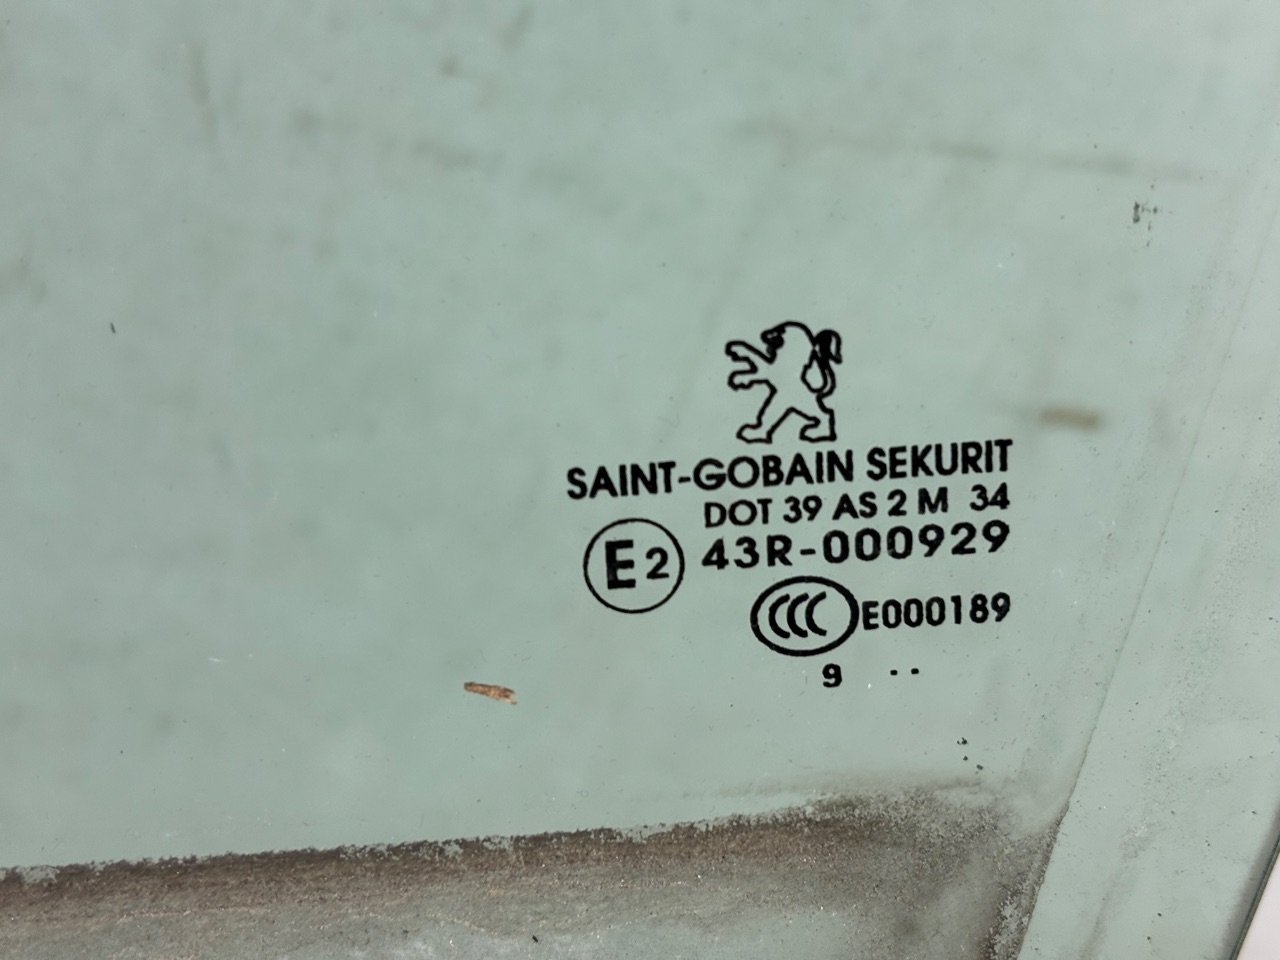 SAINT-GOBAIN SEKURIT
DOT 39 AS 2 M 34
E2 43R-000929
CCC E000189
9 ..